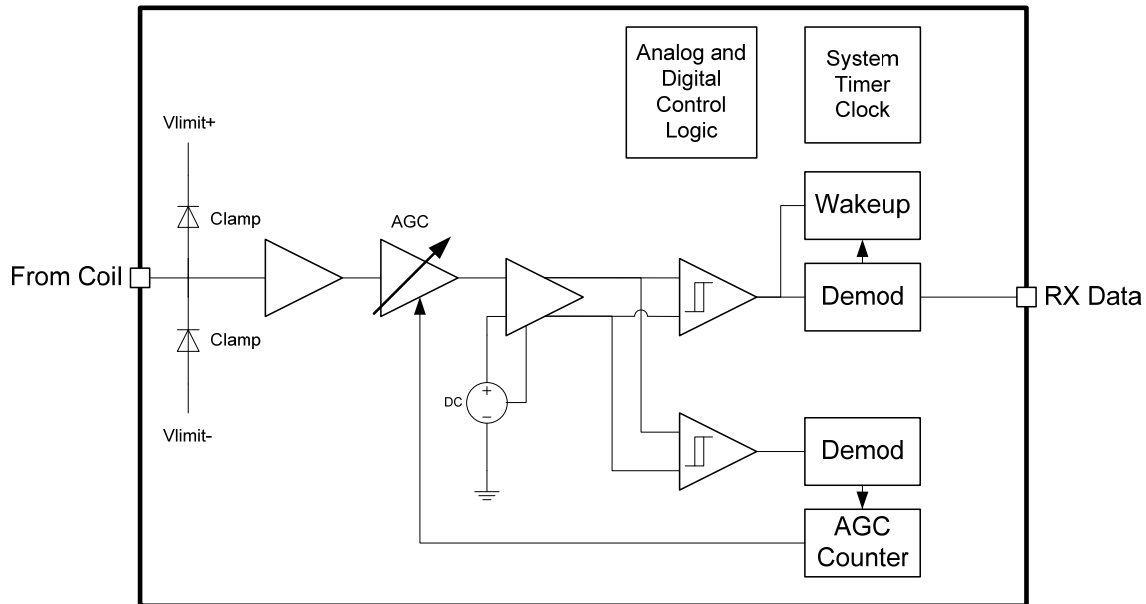 Analog and
Digital
Control
Logic
System
Timer
Clock
Vlimit+
Clamp
AGC
Wakeup
From Coil
Demod
RX Data
Clamp
DC
+
−
Vlimit-
Demod
AGC
Counter